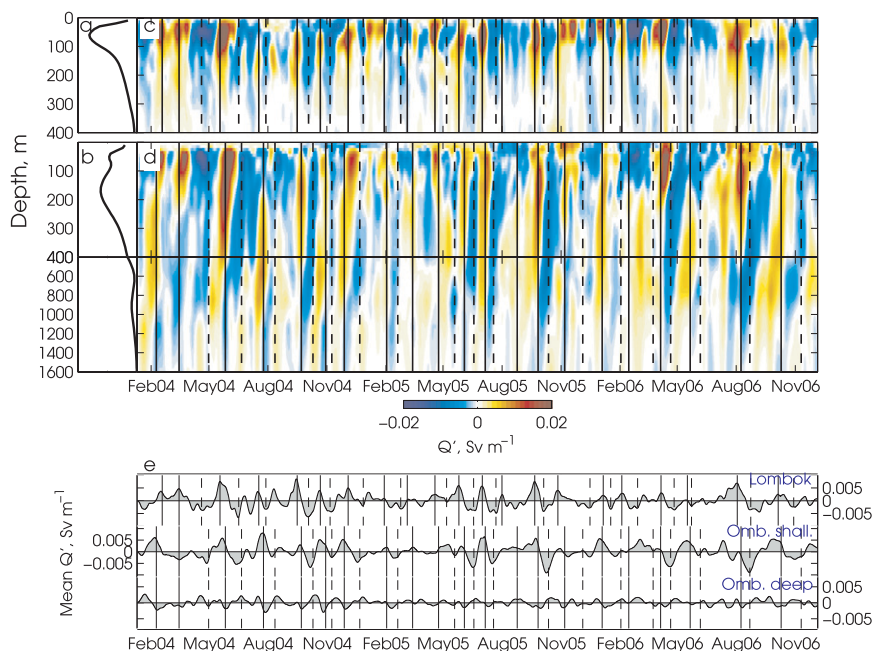 a
c
0
100
200
300
400
b
d
100
200
300
400
600
800
1000
1200
1400
1600
Depth, m
Feb04 May04 Aug04 Nov04 Feb05 May05 Aug05 Nov05 Feb06 May06 Aug06 Nov06
−0.02 0 0.02
Q', Sv m⁻¹
e
Lombok
0.005
0
−0.005
Omb. shall.
0.005
0
−0.005
Omb. deep
0.005
0
−0.005
Mean Q', Sv m⁻¹
Feb04 May04 Aug04 Nov04 Feb05 May05 Aug05 Nov05 Feb06 May06 Aug06 Nov06